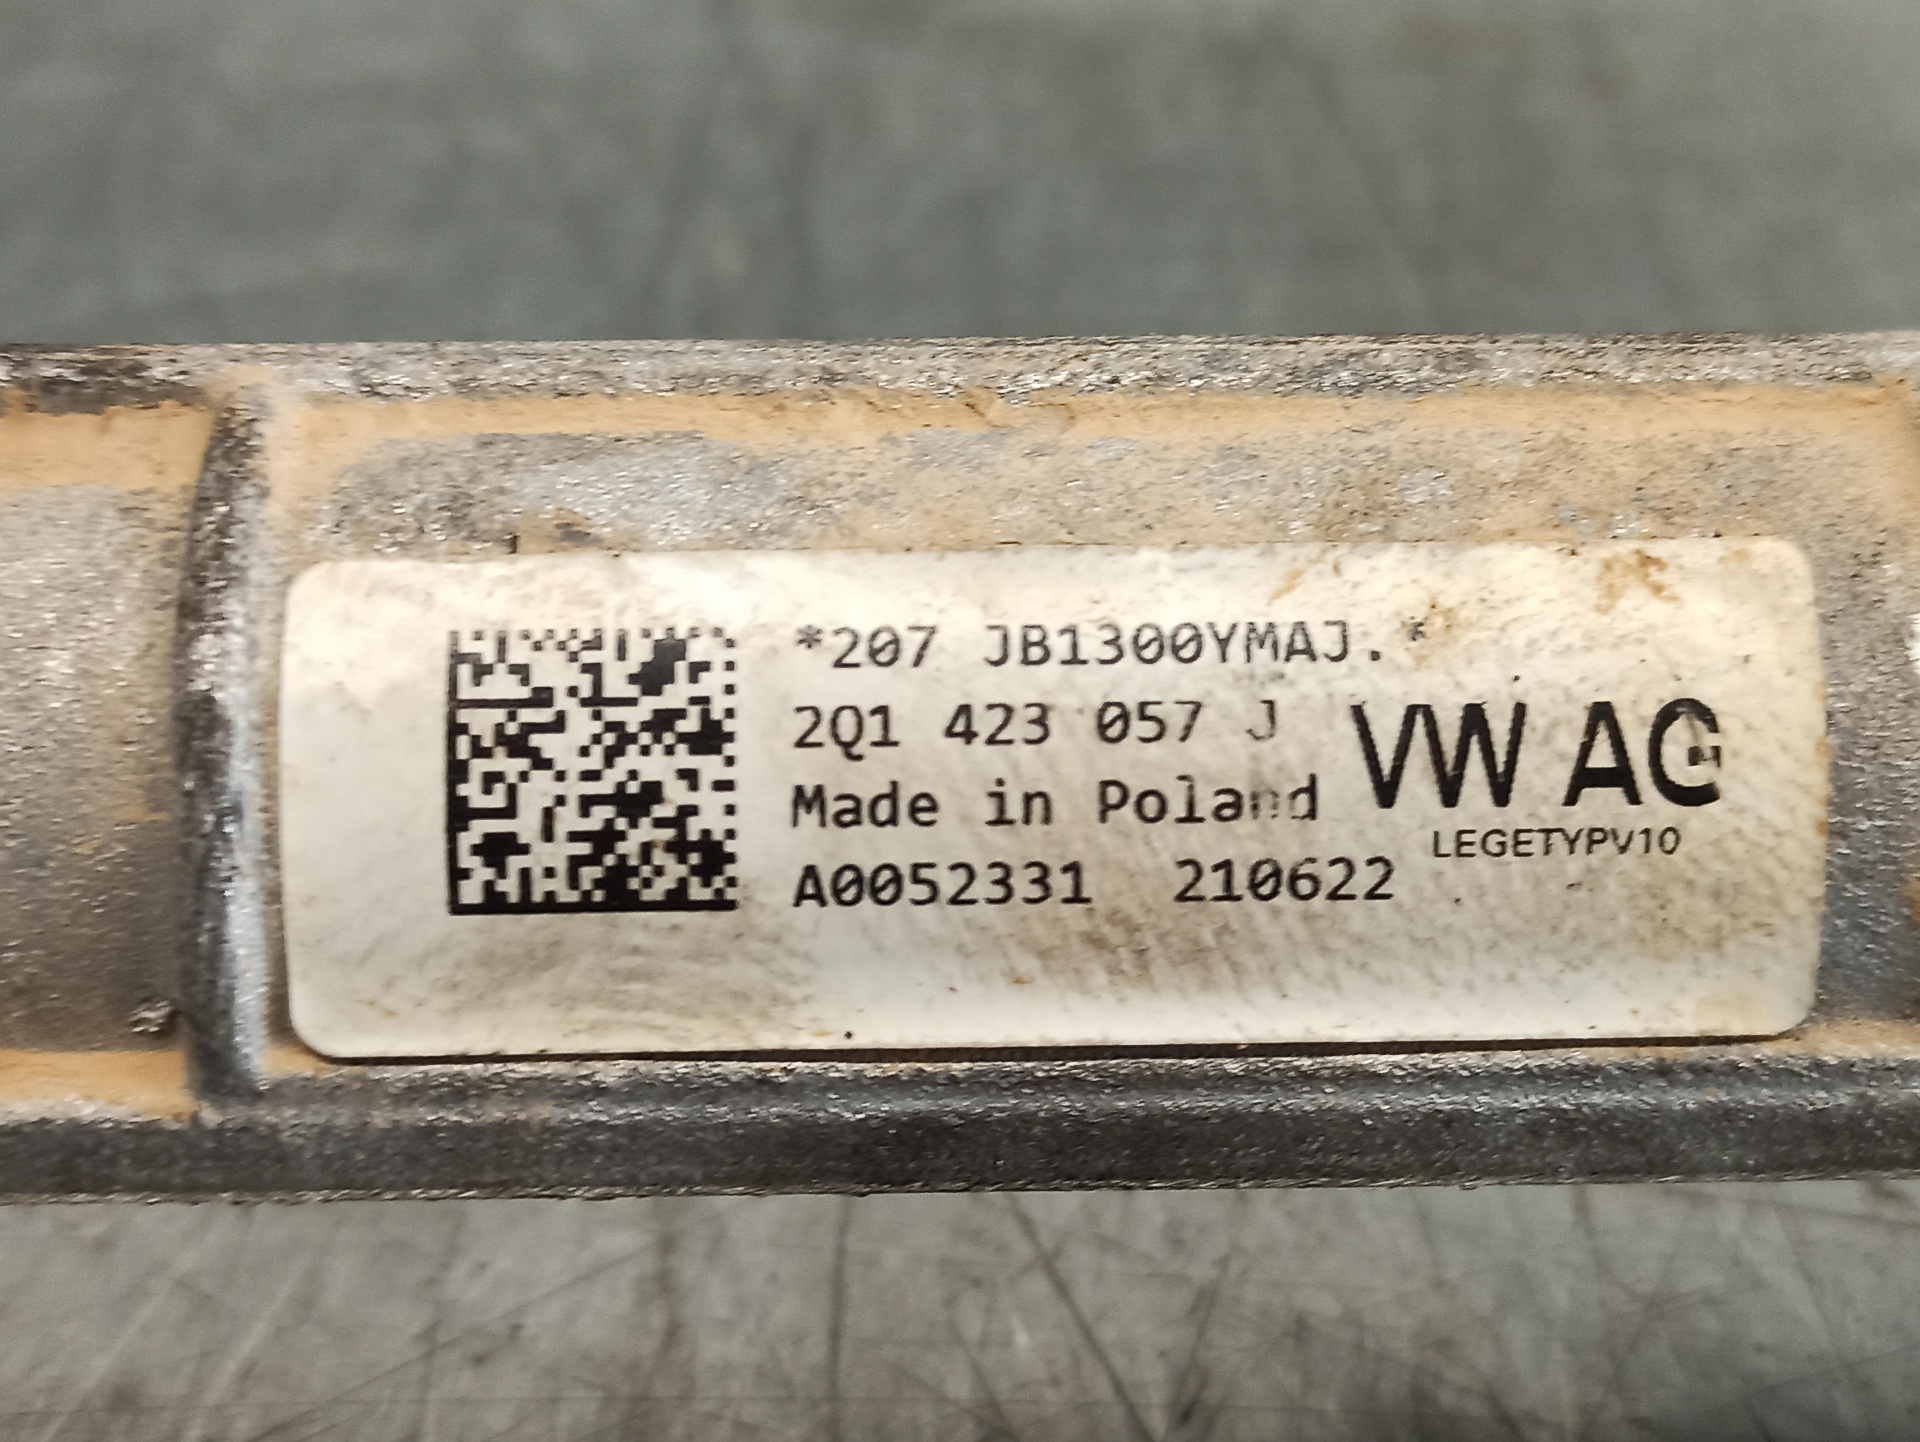 *207 JB1300YMAJ.*
2Q1 423 057 J
VW AG
Made in Poland
LEGETYPV10
A0052331 210622